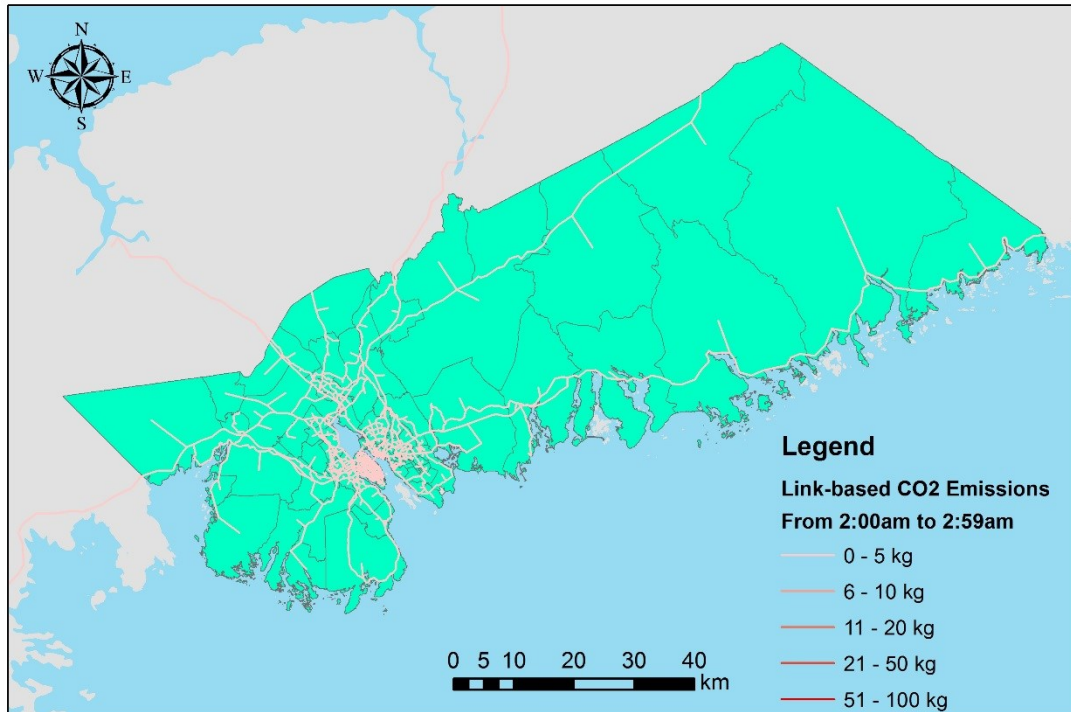 N
W E
S
Legend
Link-based CO2 Emissions
From 2:00am to 2:59am
0 - 5 kg
6 - 10 kg
11 - 20 kg
21 - 50 kg
51 - 100 kg
0 5 10 20 30 40
km